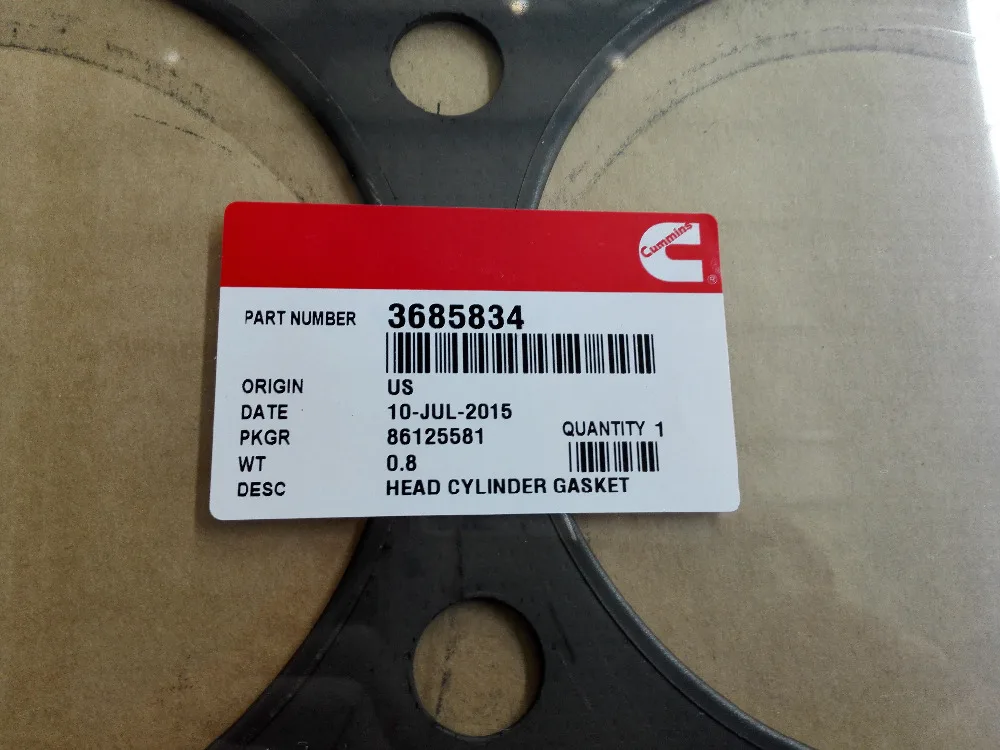 Cummins
®
PART NUMBER 3685834
ORIGIN US
DATE 10-JUL-2015
PKGR 86125581
QUANTITY 1
WT 0.8
DESC HEAD CYLINDER GASKET